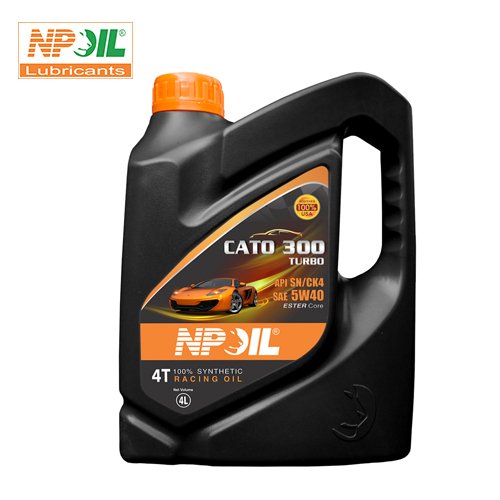 NPOIL
Lubricants
100%
USA
CATO 300
TURBO
API SN/CK4
SAE 5W40
ESTER Core
NPOIL
4T 100% SYNTHETIC
RACING OIL
Net Volume
4L